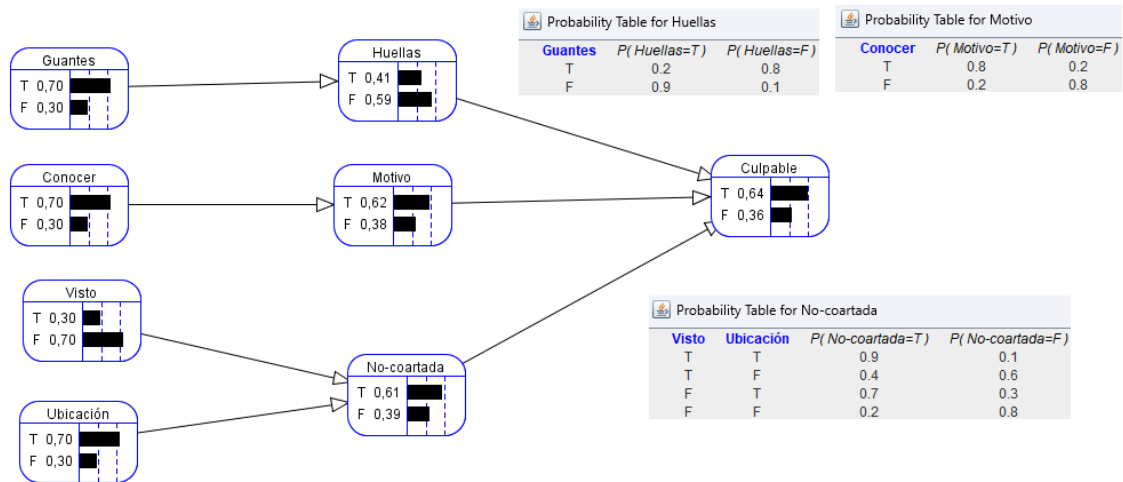 Guantes
T 0,70
F 0,30
Huellas
T 0,41
F 0,59
Probability Table for Huellas
Guantes P( Huellas=T ) P( Huellas=F )
T 0.2 0.8
F 0.9 0.1
Probability Table for Motivo
Conocer P( Motivo=T ) P( Motivo=F )
T 0.8 0.2
F 0.2 0.8
Conocer
T 0,70
F 0,30
Motivo
T 0,62
F 0,38
Culpable
T 0,64
F 0,36
Visto
T 0,30
F 0,70
No-coartada
T 0,61
F 0,39
Ubicación
T 0,70
F 0,30
Probability Table for No-coartada
Visto Ubicación P( No-coartada=T ) P( No-coartada=F )
T T 0.9 0.1
T F 0.4 0.6
F T 0.7 0.3
F F 0.2 0.8